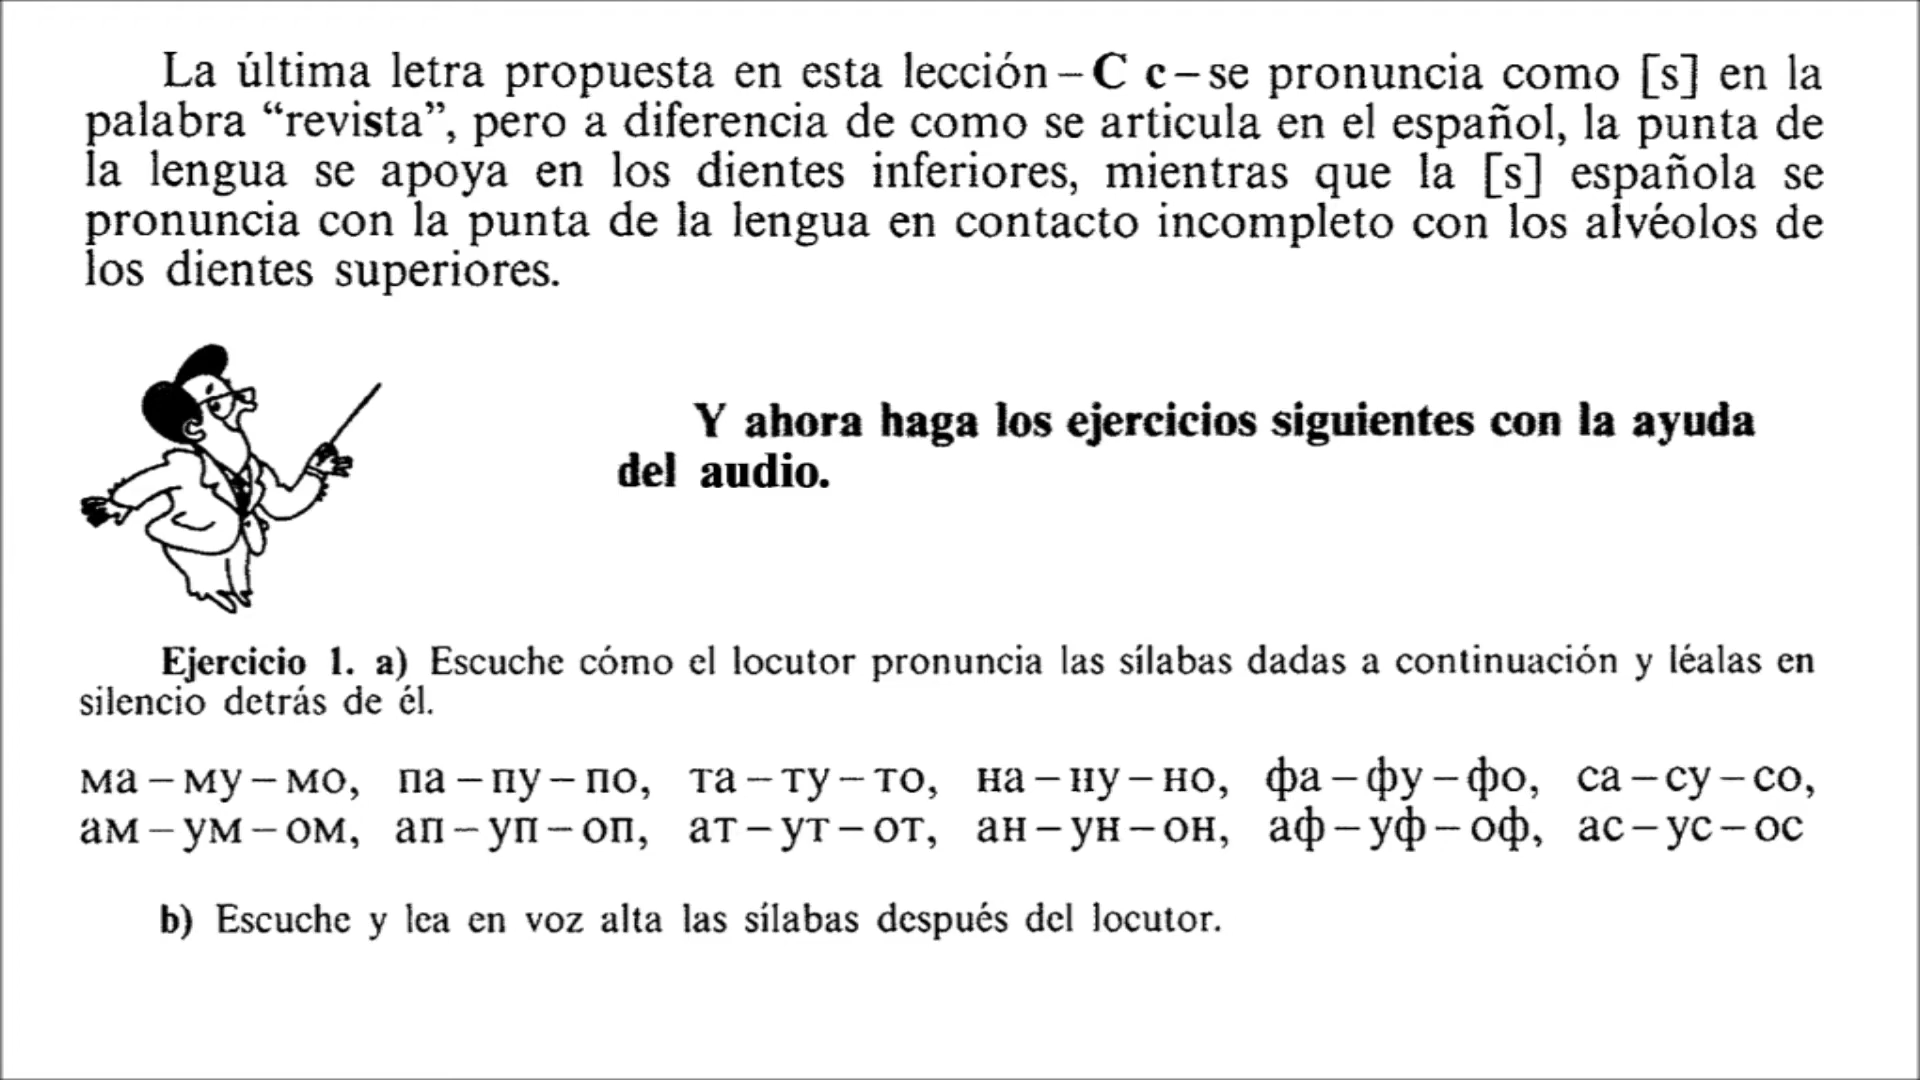 La última letra propuesta en esta lección – С с – se pronuncia como [s] en la
palabra “revista”, pero a diferencia de como se articula en el español, la punta de
la lengua se apoya en los dientes inferiores, mientras que la [s] española se
pronuncia con la punta de la lengua en contacto incompleto con los alvéolos de
los dientes superiores.
Y ahora haga los ejercicios siguientes con la ayuda
del audio.
Ejercicio 1. a) Escuche cómo el locutor pronuncia las sílabas dadas a continuación y léalas en
silencio detrás de él.
ма – му – мо, па – пу – по, та – ту – то, на – ну – но, фа – фу – фо, са – су – со,
ам – ум – ом, ап – уп – оп, ат – ут – от, ан – ун – он, аф – уф – оф, ас – ус – ос
b) Escuche y lea en voz alta las sílabas después del locutor.